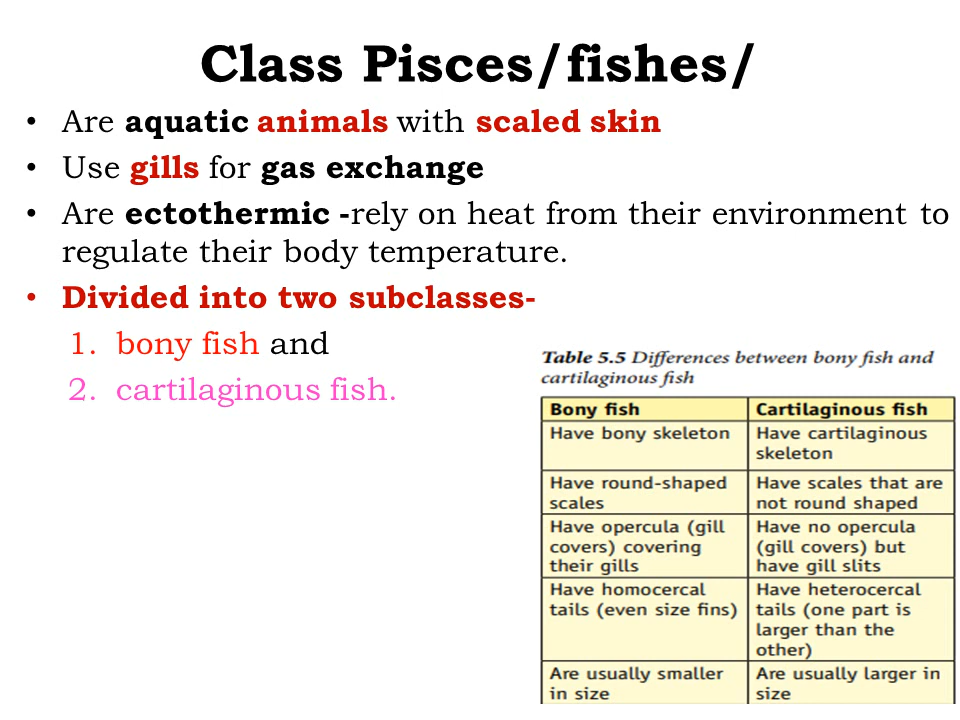 Class Pisces/fishes/
• Are aquatic animals with scaled skin
• Use gills for gas exchange
• Are ectothermic -rely on heat from their environment to
regulate their body temperature.
• Divided into two subclasses-
1. bony fish and
2. cartilaginous fish.
Table 5.5 Differences between bony fish and
cartilaginous fish
Bony fish
Cartilaginous fish
Have bony skeleton
Have cartilaginous
skeleton
Have round-shaped
scales
Have scales that are
not round shaped
Have opercula (gill
covers) covering
their gills
Have no opercula
(gill covers) but
have gill slits
Have homocercal
tails (even size fins)
Have heterocercal
tails (one part is
larger than the
other)
Are usually smaller
in size
Are usually larger in
size